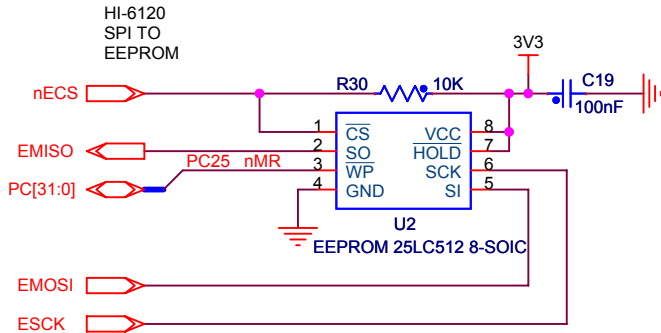 HI-6120
SPI TO
EEPROM
3V3
nECS
R30
10K
C19
100nF
1
CS
VCC
8
EMISO
2
SO
HOLD
7
PC25 nMR
3
WP
SCK
6
PC[31:0]
4
GND
SI
5
U2
EEPROM 25LC512 8-SOIC
EMOSI
ESCK